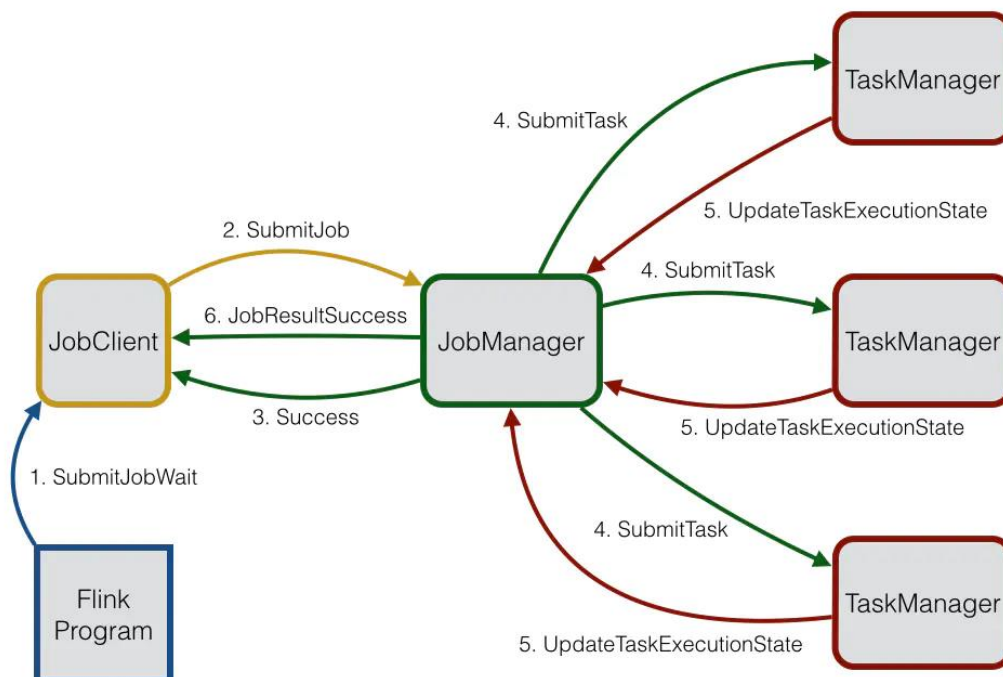 TaskManager
4. SubmitTask
5. UpdateTaskExecutionState
2. SubmitJob
4. SubmitTask
6. JobResultSuccess
JobClient
JobManager
TaskManager
3. Success
5. UpdateTaskExecutionState
1. SubmitJobWait
4. SubmitTask
Flink
Program
TaskManager
5. UpdateTaskExecutionState